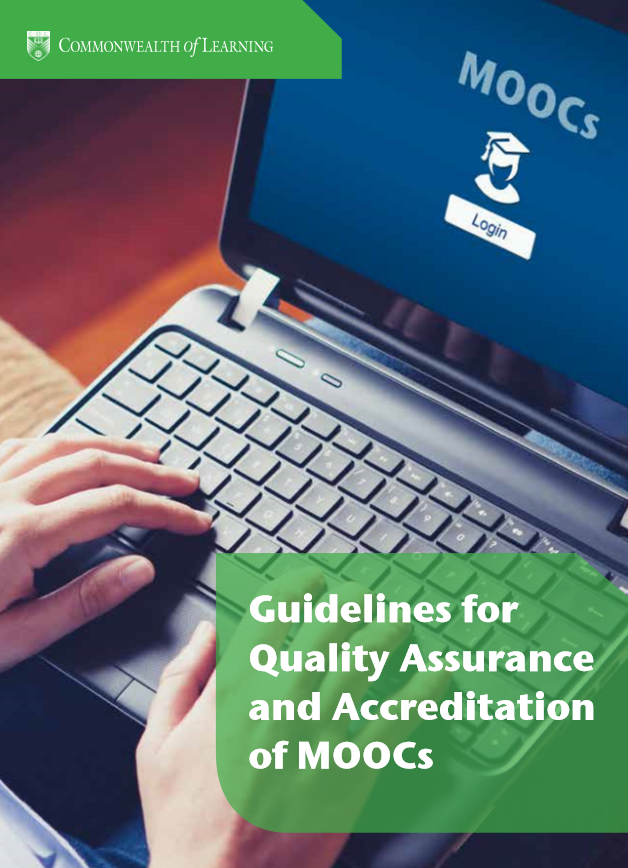 COMMONWEALTH of LEARNING
MOOCs
Login
Guidelines for
Quality Assurance
and Accreditation
of MOOCs